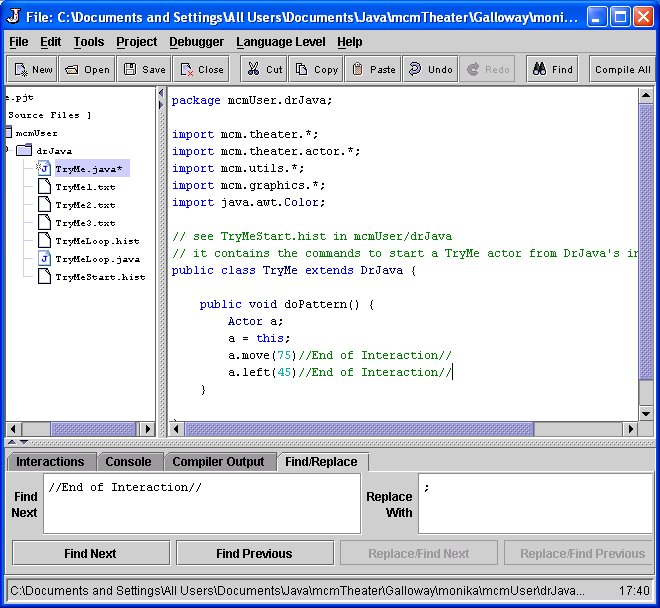 File: C:\Documents and Settings\All Users\Documents\Java\mcmTheater\Galloway\monik...
File Edit Tools Project Debugger Language Level Help
New Open Save Close Cut Copy Paste Undo Redo Find Compile All
e.pjt
Source Files ]
mcmUser
drJava
TryMe.java*
TryMe1.txt
TryMe2.txt
TryMe3.txt
TryMeLoop.hist
TryMeLoop.java
TryMeStart.hist
package mcmUser.drJava;
import mcm.theater.*;
import mcm.theater.actor.*;
import mcm.utils.*;
import mcm.graphics.*;
import java.awt.Color;
// see TryMeStart.hist in mcmUser/drJava
// it contains the commands to start a TryMe actor from DrJava's in
public class TryMe extends DrJava {
public void doPattern() {
Actor a;
a = this;
a.move(75)//End of Interaction//
a.left(45)//End of Interaction//
}
Interactions Console Compiler Output Find/Replace
Find Next
//End of Interaction//
Replace With
;
Find Next Find Previous Replace/Find Next Replace/Find Previous
C:\Documents and Settings\All Users\Documents\Java\mcmTheater\Galloway\monika\mcmUser\drJava... 17:40